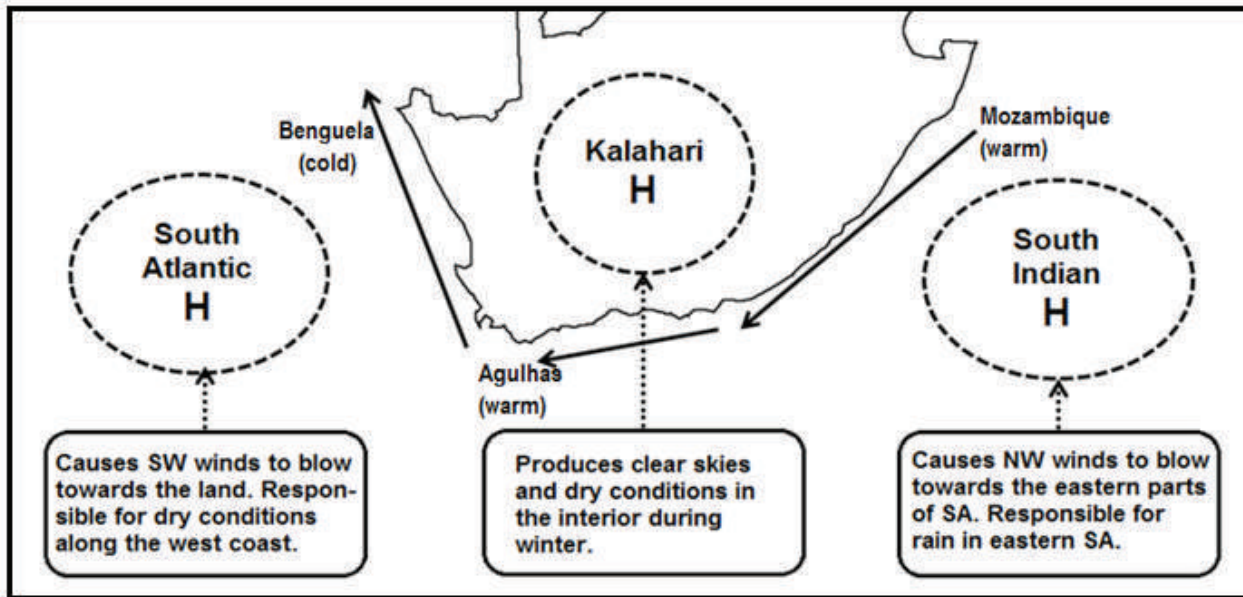 Benguela
(cold)
Kalahari
H
Mozambique
(warm)
South
Atlantic
H
South
Indian
H
Agulhas
(warm)
Causes SW winds to blow
towards the land. Respon-
sible for dry conditions
along the west coast.
Produces clear skies
and dry conditions in
the interior during
winter.
Causes NW winds to blow
towards the eastern parts
of SA. Responsible for
rain in eastern SA.